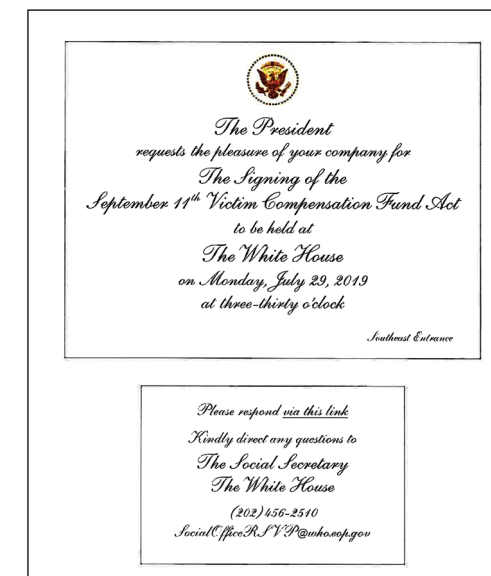 The President
requests the pleasure of your company for
The Signing of the
September 11th Victim Compensation Fund Act
to be held at
The White House
on Monday, July 29, 2019
at three-thirty o'clock
Southeast Entrance
Please respond via this link
Kindly direct any questions to
The Social Secretary
The White House
(202) 456-2510
SocialOfficeRSVP@who.eop.gov